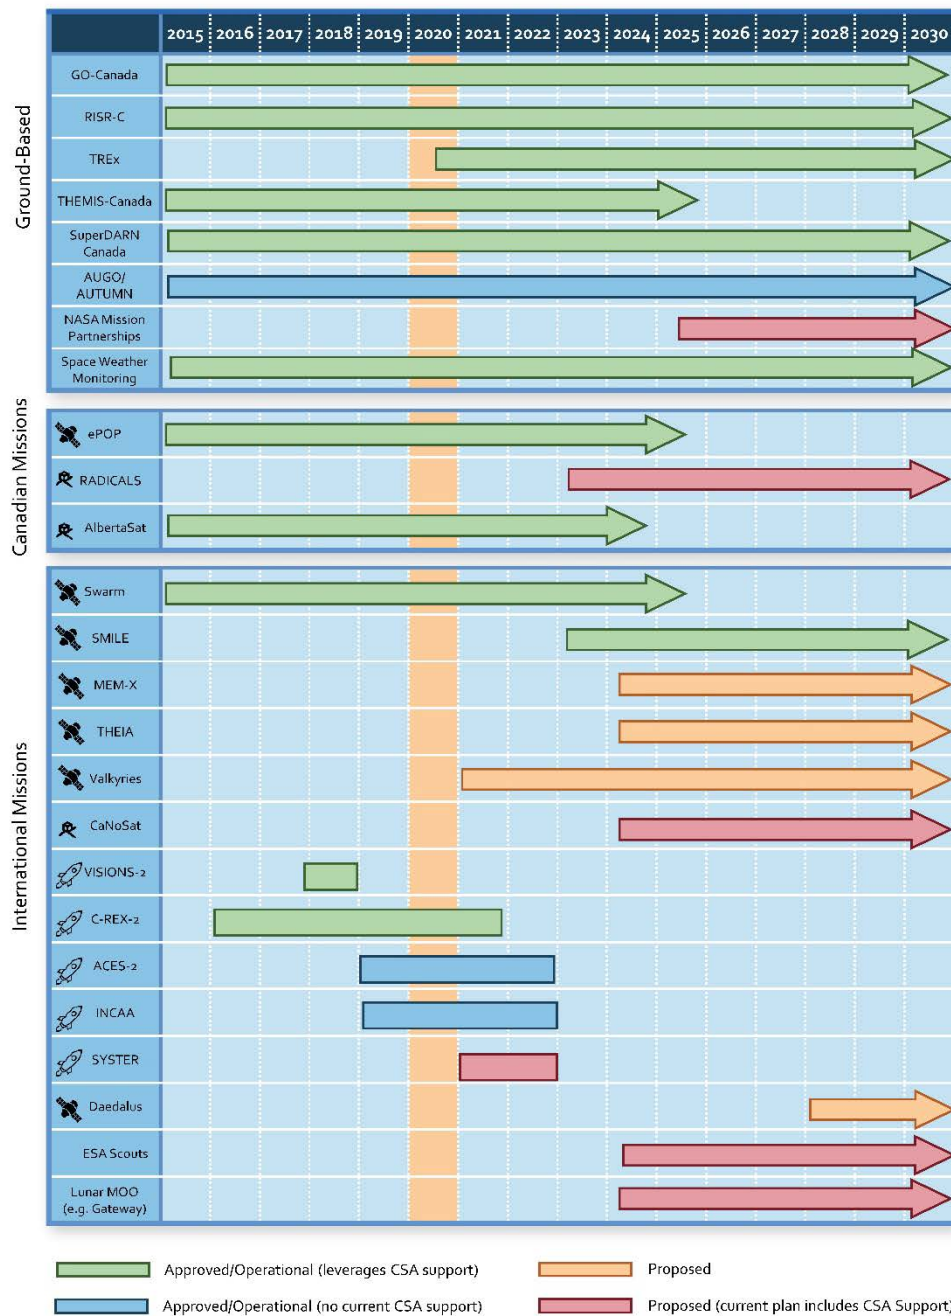 2015 2016 2017 2018 2019 2020 2021 2022 2023 2024 2025 2026 2027 2028 2029 2030
Ground-Based
GO-Canada
RISR-C
TREx
THEMIS-Canada
SuperDARN
Canada
AUGO/
AUTUMN
NASA Mission
Partnerships
Space Weather
Monitoring
Canadian Missions
ePOP
RADICALS
AlbertaSat
International Missions
Swarm
SMILE
MEM-X
THEIA
Valkyries
CaNoSat
VISIONS-2
C-REX-2
ACES-2
INCAA
SYSTER
Daedalus
ESA Scouts
Lunar MOO
(e.g. Gateway)
Approved/Operational (leverages CSA support)
Proposed
Approved/Operational (no current CSA support)
Proposed (current plan includes CSA Support)